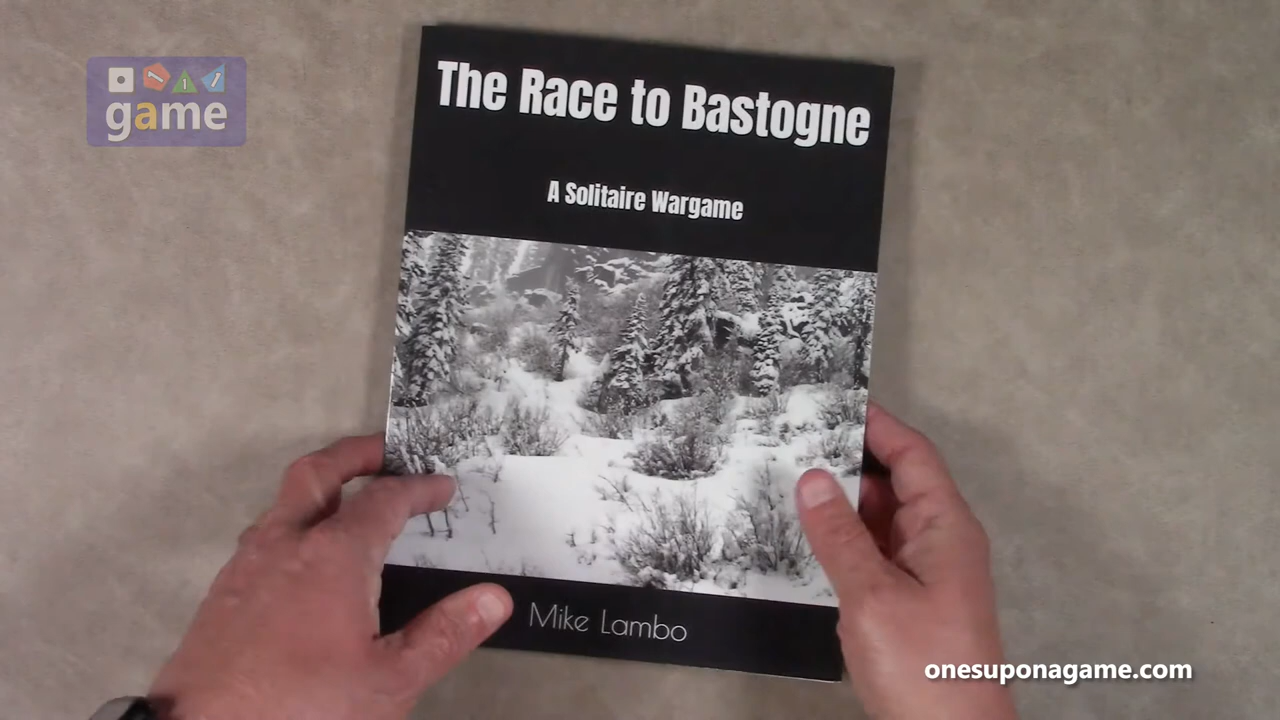 game
The Race to Bastogne
A Solitaire Wargame
Mike Lambo
onesuponagame.com